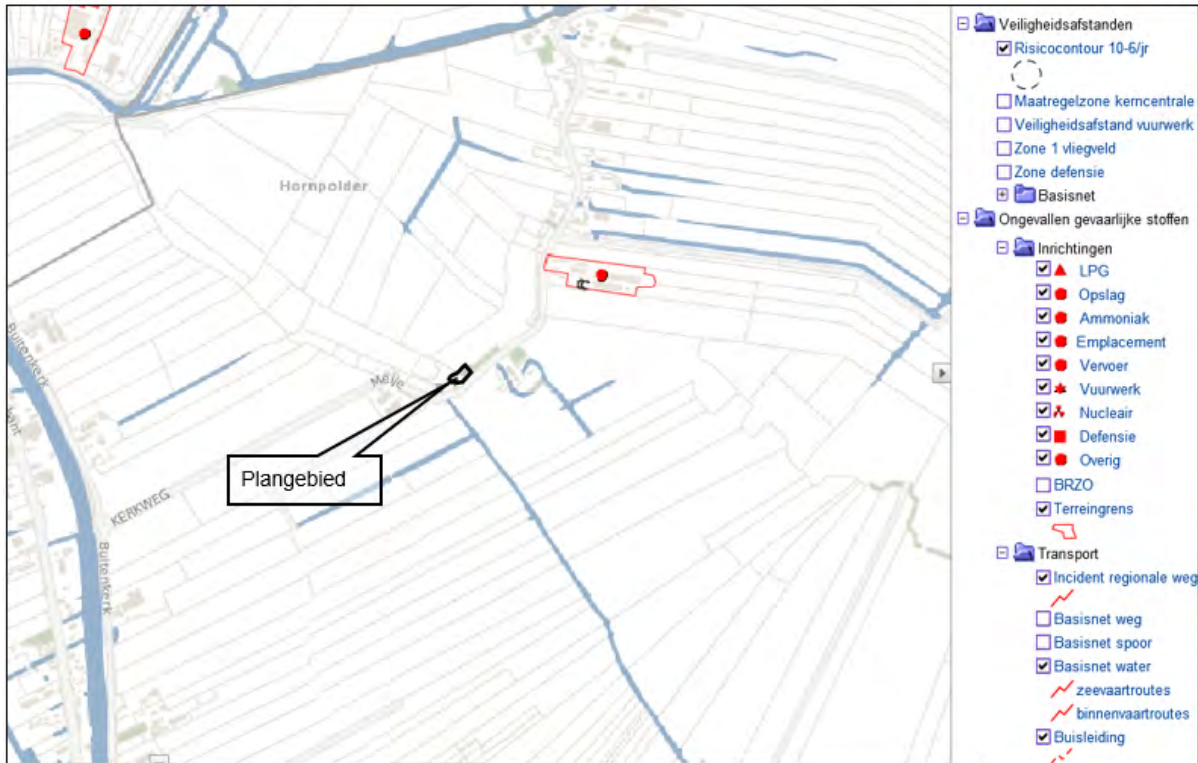 Hornpolder
Buitenkerk
Meije
Plangebied
KERKWEG
Buitenkerk
Veiligheidsafstanden
Risicocontour 10-6/jr
Maatregelzone kerncentrale
Veiligheidsafstand vuurwerk
Zone 1 vliegveld
Zone defensie
Basisnet
Ongevallen gevaarlijke stoffen
Inrichtingen
LPG
Opslag
Ammoniak
Emplacement
Vervoer
Vuurwerk
Nucleair
Defensie
Overig
BRZO
Terreingrens
Transport
Incident regionale weg
Basisnet weg
Basisnet spoor
Basisnet water
zeevaartroutes
binnenvaartroutes
Buisleiding